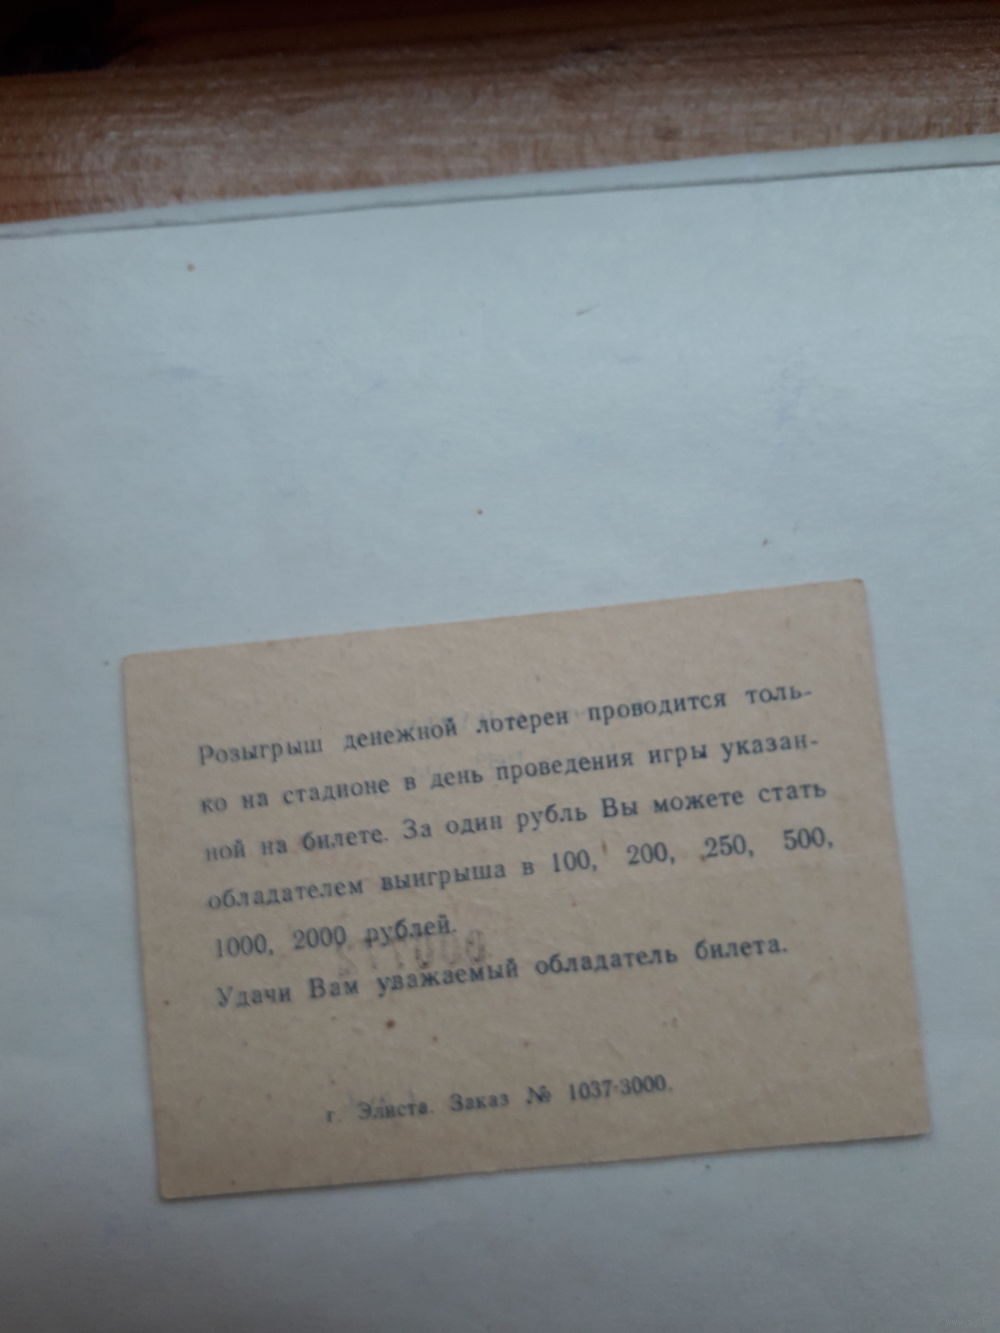 Розыгрыш денежной лотереи проводится толь-
ко на стадионе в день проведения игры указан-
ной на билете. За один рубль Вы можете стать
обладателем выигрыша в 100, 200, 250, 500,
1000, 2000 рублей.
Удачи Вам уважаемый обладатель билета.
г. Элиста. Заказ № 1037-3000.